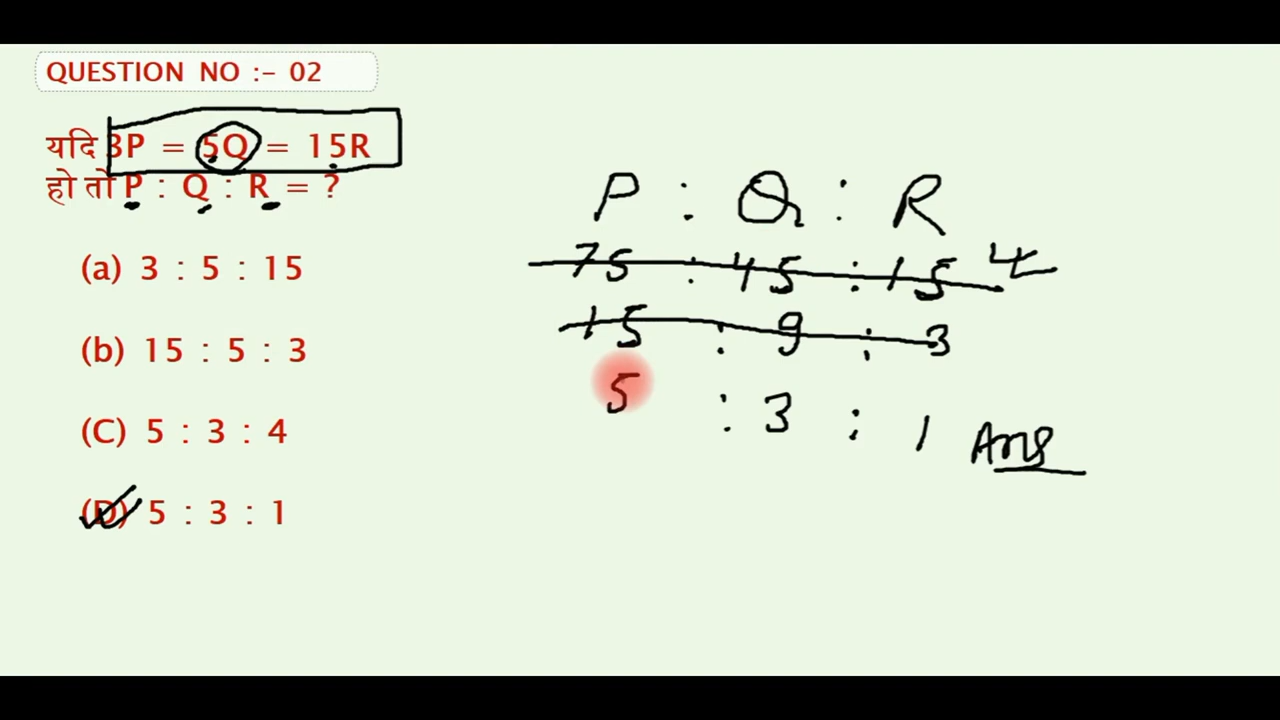 QUESTION NO :- 02
यदि 3P = 5Q = 15R
हो तो P : Q : R = ?
(a) 3 : 5 : 15
(b) 15 : 5 : 3
(C) 5 : 3 : 4
(D) 5 : 3 : 1
P : Q : R
75 : 45 : 15
15 : 9 : 3
5 : 3 : 1 Ans